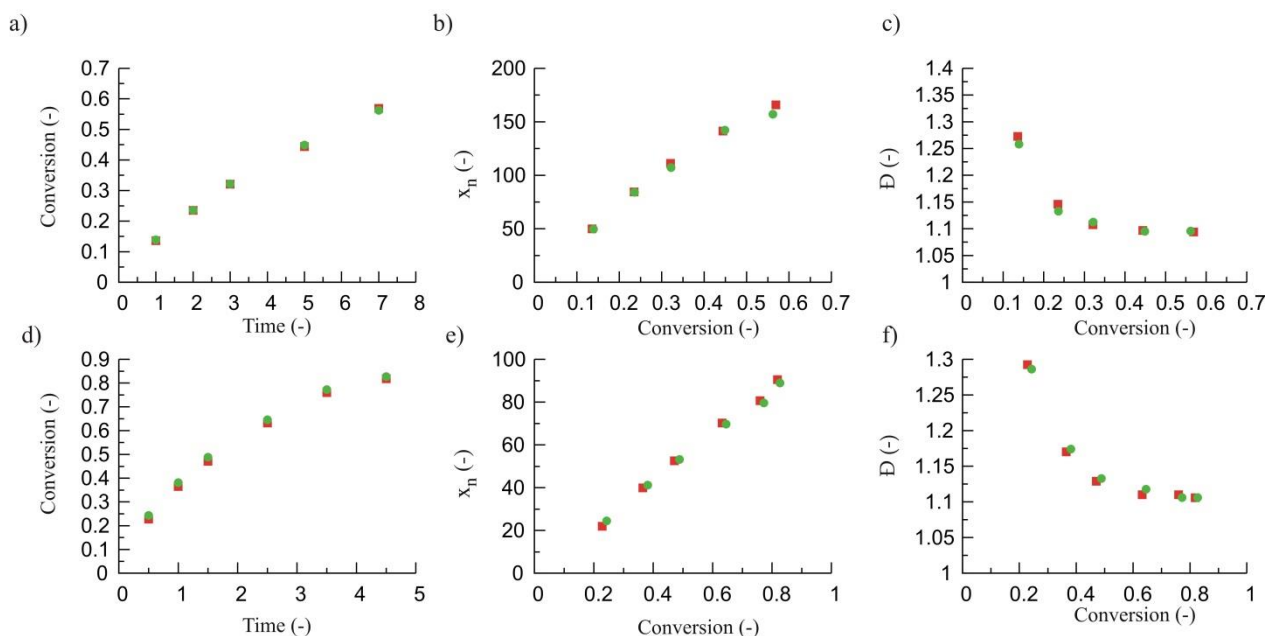 a)
0.7
0.6
0.5
0.4
0.3
0.2
0.1
0
Conversion (-)
0 1 2 3 4 5 6 7 8
Time (-)
b)
200
150
100
50
0
xn (-)
0 0.1 0.2 0.3 0.4 0.5 0.6 0.7
Conversion (-)
c)
1.4
1.35
1.3
1.25
1.2
1.15
1.1
1.05
1
Đ (-)
0 0.1 0.2 0.3 0.4 0.5 0.6 0.7
Conversion (-)
d)
0.9
0.8
0.7
0.6
0.5
0.4
0.3
0.2
0.1
0
Conversion (-)
0 1 2 3 4 5
Time (-)
e)
100
80
60
40
20
0
xn (-)
0 0.2 0.4 0.6 0.8 1
Conversion (-)
f)
1.3
1.25
1.2
1.15
1.1
1.05
1
Đ (-)
0 0.2 0.4 0.6 0.8 1
Conversion (-)